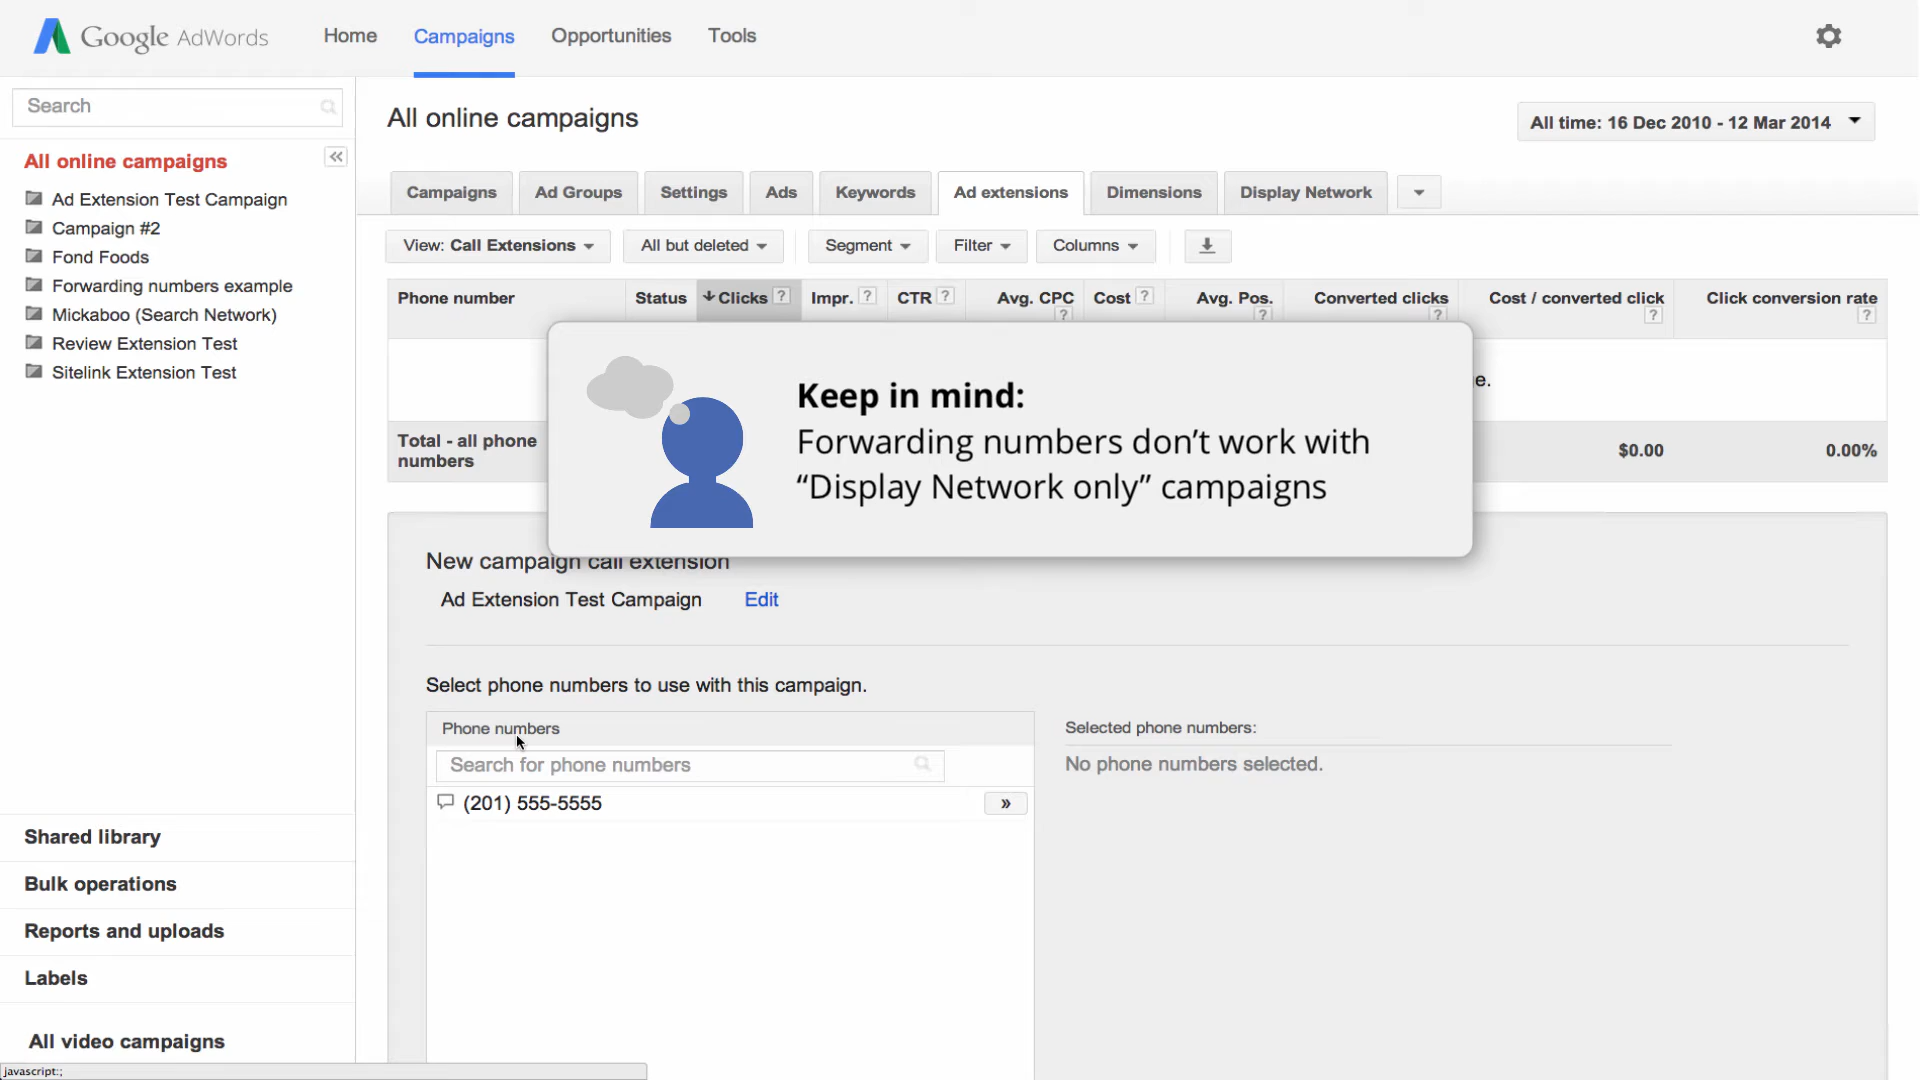 Google AdWords
Home Campaigns Opportunities Tools
Search
All online campaigns
Ad Extension Test Campaign
Campaign #2
Fond Foods
Forwarding numbers example
Mickaboo (Search Network)
Review Extension Test
Sitelink Extension Test
Shared library
Bulk operations
Reports and uploads
Labels
All video campaigns
javascript:;
All online campaigns
All time: 16 Dec 2010 - 12 Mar 2014
Campaigns Ad Groups Settings Ads Keywords Ad extensions Dimensions Display Network
View: Call Extensions All but deleted Segment Filter Columns
Phone number Status Clicks ? Impr. ? CTR ? Avg. CPC ? Cost ? Avg. Pos. ? Converted clicks ? Cost / converted click ? Click conversion rate ?
e.
Total - all phone
numbers
$0.00 0.00%
Keep in mind:
Forwarding numbers don’t work with
“Display Network only” campaigns
New campaign call extension
Ad Extension Test Campaign Edit
Select phone numbers to use with this campaign.
Phone numbers
Search for phone numbers
(201) 555-5555 »
Selected phone numbers:
No phone numbers selected.